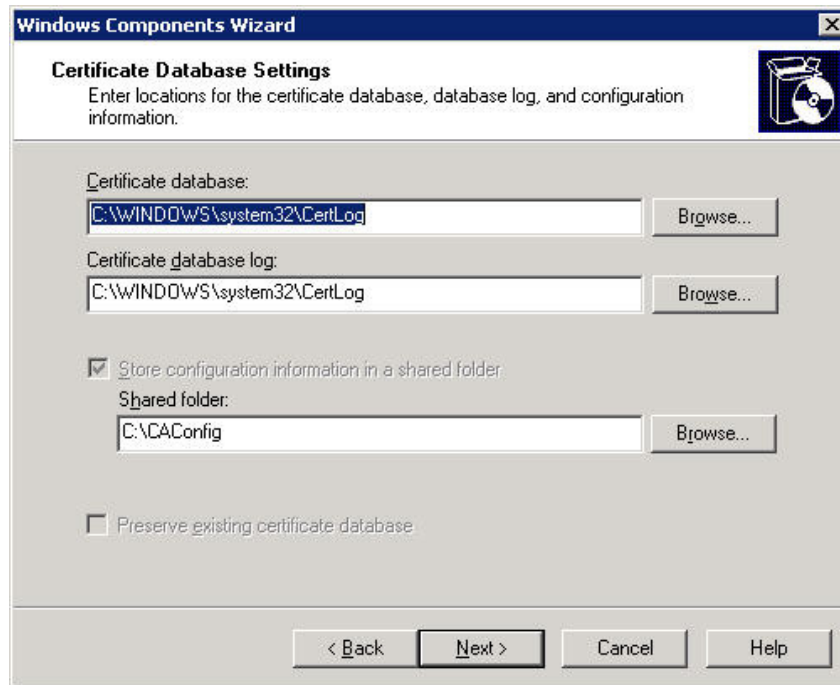 Windows Components Wizard
Certificate Database Settings
Enter locations for the certificate database, database log, and configuration
information.
Certificate database:
C:\WINDOWS\system32\CertLog
Browse...
Certificate database log:
C:\WINDOWS\system32\CertLog
Browse...
Store configuration information in a shared folder
Shared folder:
C:\CAConfig
Browse...
Preserve existing certificate database
< Back
Next >
Cancel
Help